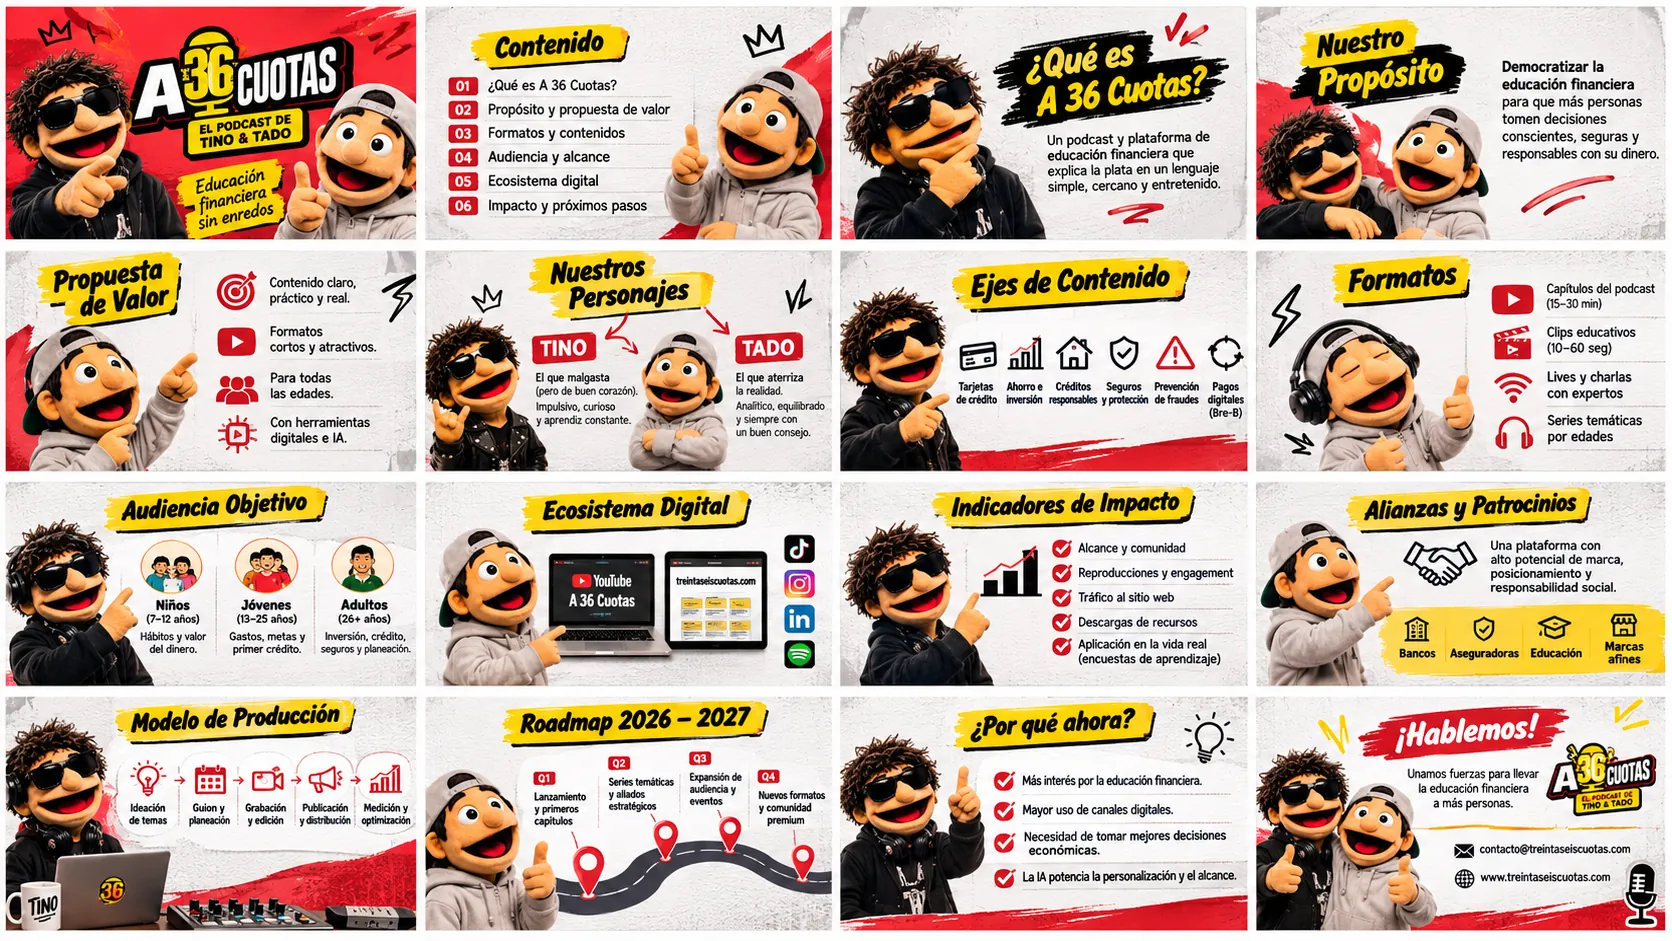 A 36 CUOTAS
EL PODCAST DE
TINO & TADO
Educación
financiera
sin enredos
Contenido
01 ¿Qué es A 36 Cuotas?
02 Propósito y propuesta de valor
03 Formatos y contenidos
04 Audiencia y alcance
05 Ecosistema digital
06 Impacto y próximos pasos
¿Qué es
A 36 Cuotas?
Un podcast y plataforma de
educación financiera que
explica la plata en un lenguaje
simple, cercano y entretenido.
Nuestro
Propósito
Democratizar la
educación financiera
para que más personas
tomen decisiones
conscientes, seguras y
responsables con su dinero.
Propuesta
de Valor
Contenido claro,
práctico y real.
Formatos
cortos y atractivos.
Para todas
las edades.
Con herramientas
digitales e IA.
Nuestros
Personajes
TINO
El que malgasta
(pero de buen corazón).
Impulsivo, curioso
y aprendiz constante.
TADO
El que aterriza
la realidad.
Analítico, equilibrado
y siempre con
un buen consejo.
Ejes de Contenido
Tarjetas
de crédito
Ahorro e
inversión
Créditos
responsables
Seguros
y protección
Prevención
de fraudes
Pagos
digitales
(Bre-B)
Formatos
Capítulos del podcast
(15–30 min)
Clips educativos
(10–60 seg)
Lives y charlas
con expertos
Series temáticas
por edades
Audiencia Objetivo
Niños
(7–12 años)
Hábitos y valor
del dinero.
Jóvenes
(13–25 años)
Gastos, metas y
primer crédito.
Adultos
(26+ años)
Inversión, crédito,
seguros y planeación.
Ecosistema Digital
YouTube
A 36 Cuotas
treintaseiscuotas.com
in
Indicadores de Impacto
Alcance y comunidad
Reproducciones y engagement
Tráfico al sitio web
Descargas de recursos
Aplicación en la vida real
(encuestas de aprendizaje)
Alianzas y Patrocinios
Una plataforma con
alto potencial de marca,
posicionamiento y
responsabilidad social.
Bancos
Aseguradoras
Educación
Marcas
afines
Modelo de Producción
Ideación
de temas
Guion y
planeación
Grabación
y edición
Publicación
y distribución
Medición y
optimización
TINO
36
Roadmap 2026 – 2027
Q1
Lanzamiento
y primeros
capítulos
Q2
Series temáticas
y aliados
estratégicos
Q3
Expansión de
audiencia y
eventos
Q4
Nuevos formatos
y comunidad
premium
¿Por qué ahora?
Más interés por la educación financiera.
Mayor uso de canales digitales.
Necesidad de tomar mejores decisiones
económicas.
La IA potencia la personalización y el alcance.
¡Hablemos!
Unamos fuerzas para llevar
la educación financiera
a más personas.
A 36 CUOTAS
EL PODCAST DE
TINO & TADO
contacto@treintaseiscuotas.com
www.treintaseiscuotas.com